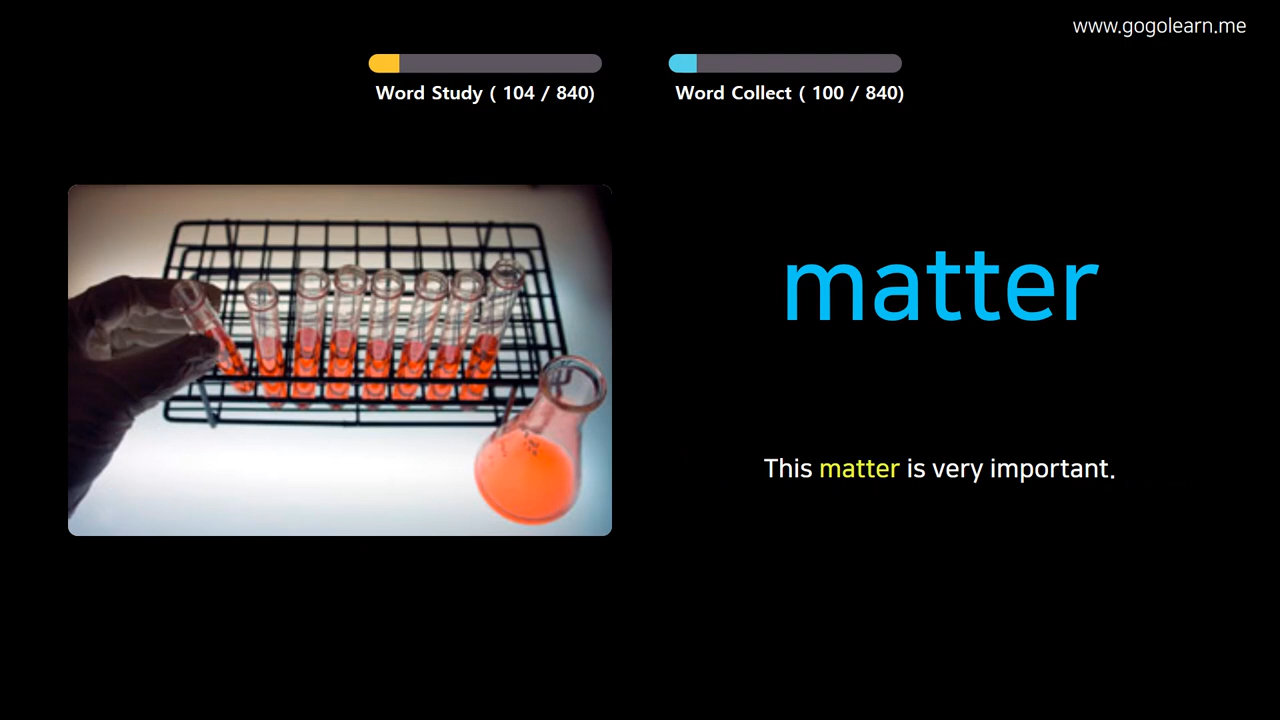 www.gogolearn.me
Word Study ( 104 / 840)
Word Collect ( 100 / 840)
matter
This matter is very important.